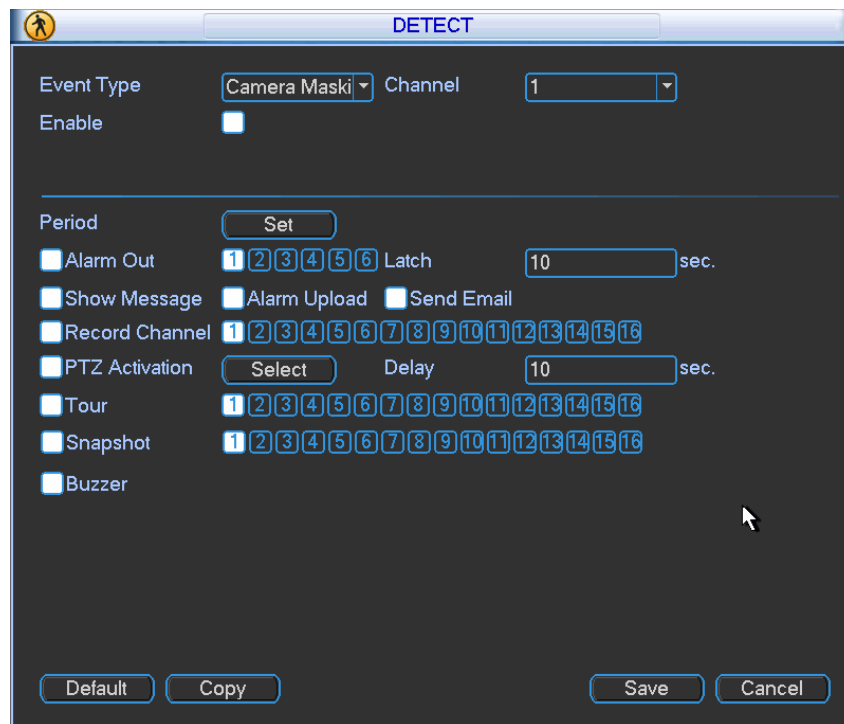 DETECT
Event Type Camera Maski Channel 1
Enable
Period Set
Alarm Out 1 2 3 4 5 6 Latch 10 sec.
Show Message Alarm Upload Send Email
Record Channel 1 2 3 4 5 6 7 8 9 10 11 12 13 14 15 16
PTZ Activation Select Delay 10 sec.
Tour 1 2 3 4 5 6 7 8 9 10 11 12 13 14 15 16
Snapshot 1 2 3 4 5 6 7 8 9 10 11 12 13 14 15 16
Buzzer
Default Copy Save Cancel